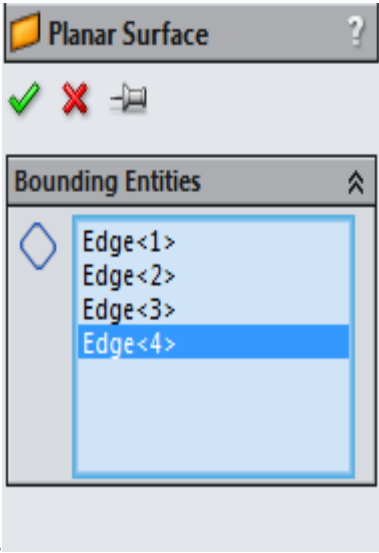 Planar Surface ?
Bounding Entities
Edge<1>
Edge<2>
Edge<3>
Edge<4>